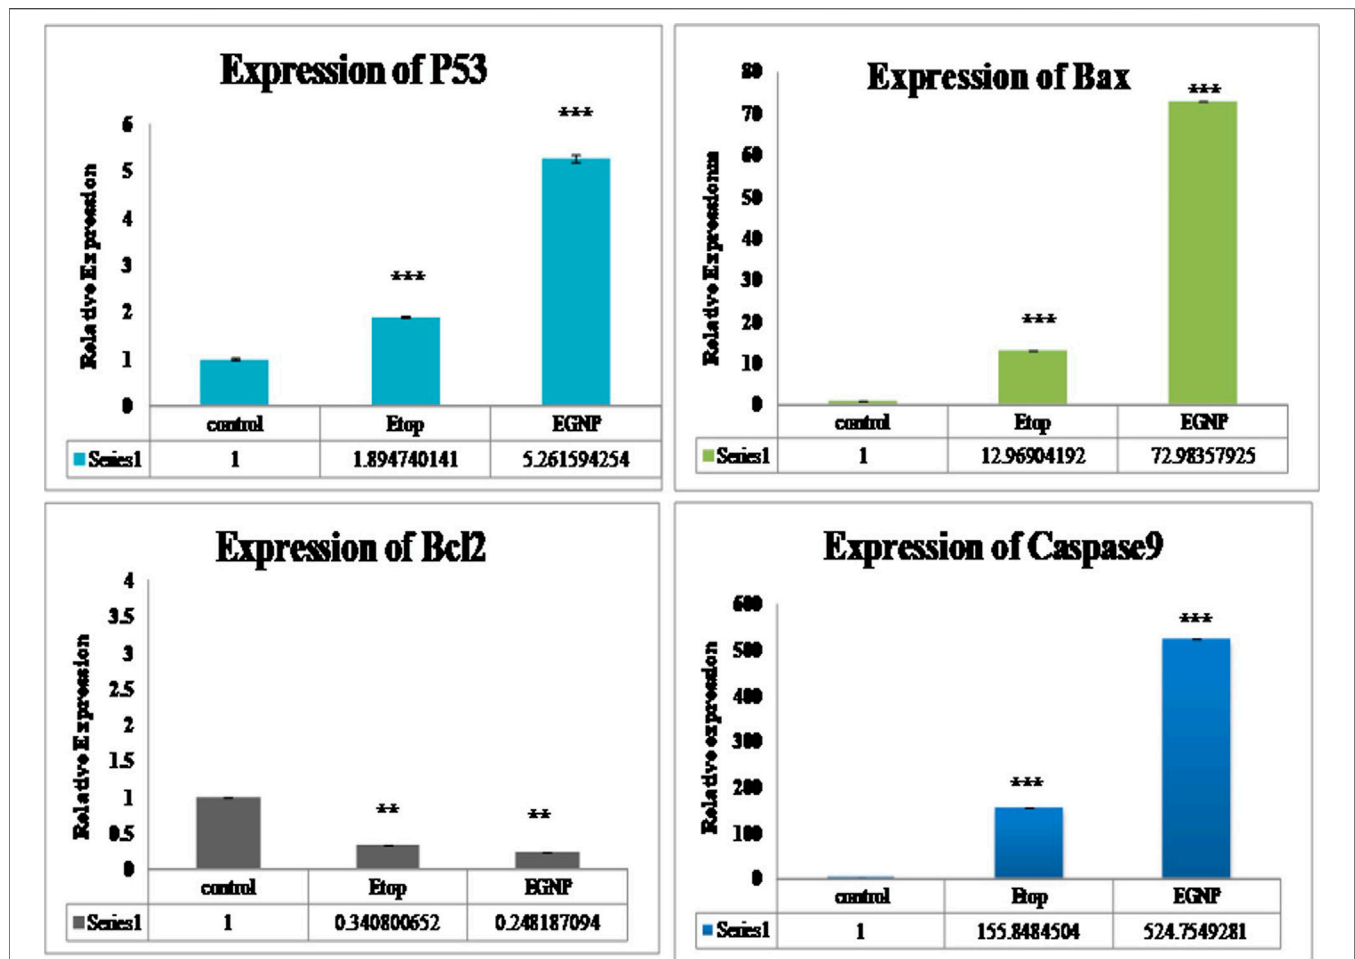 Expression of P53
***
***
6
5
4
3
2
1
0
Relative Expression
control Etop EGNP
Series1 1 1.894740141 5.261594254
Expression of Bax
***
***
80
70
60
50
40
30
20
10
0
Relative Expressionm
control Etop EGNP
Series1 1 12.96904192 72.98357925
Expression of Bcl2
4
3.5
3
2.5
2
1.5
1
0.5
0
Relative Expression
** **
control Etop EGNP
Series1 1 0.340800652 0.248187094
Expression of Caspase9
600
500
400
300
200
100
0
Relative expression
***
***
control Etop EGNP
Series1 1 155.8484504 524.7549281